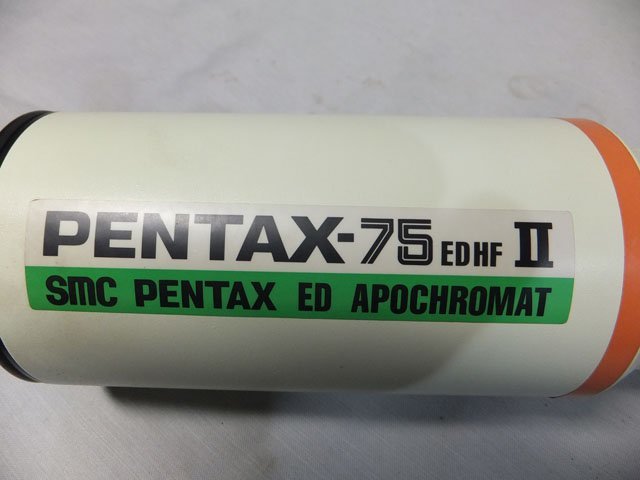 PENTAX-75 EDHF II
SMC PENTAX ED APOCHROMAT